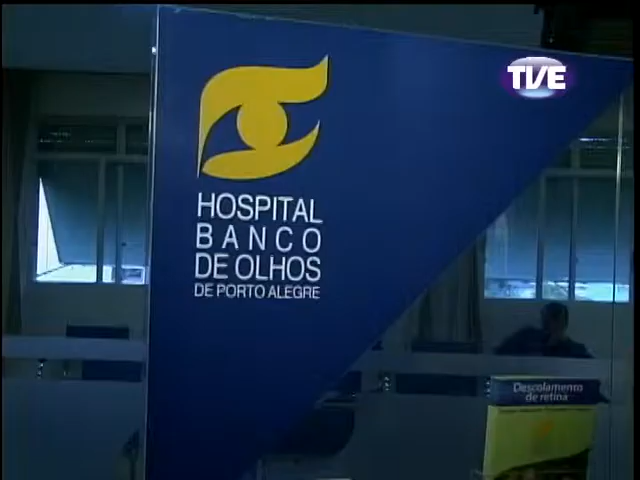 TVE
HOSPITAL
BANCO
DE OLHOS
DE PORTO ALEGRE
Descolamento
de retina